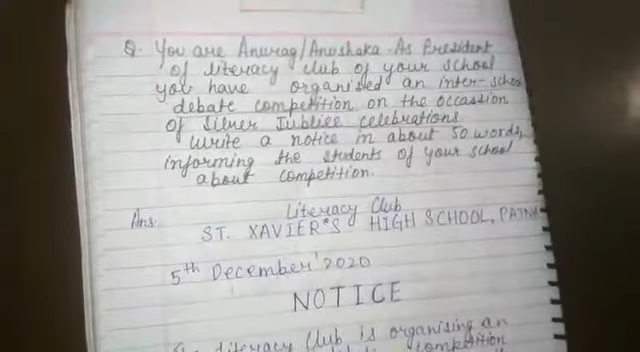 Q. You are Anurag/Anushaka. As President
of literacy club of your school
you have organised an inter-school
debate competition on the occassion
of Silver Jubliee celebrations
Write a notice in about 50 words,
informing the students of your school
about competition.
Ans.
Literacy Club
ST. XAVIER'S HIGH SCHOOL, PATNA
5th December' 2020
NOTICE
literacy Club is organising an
competition